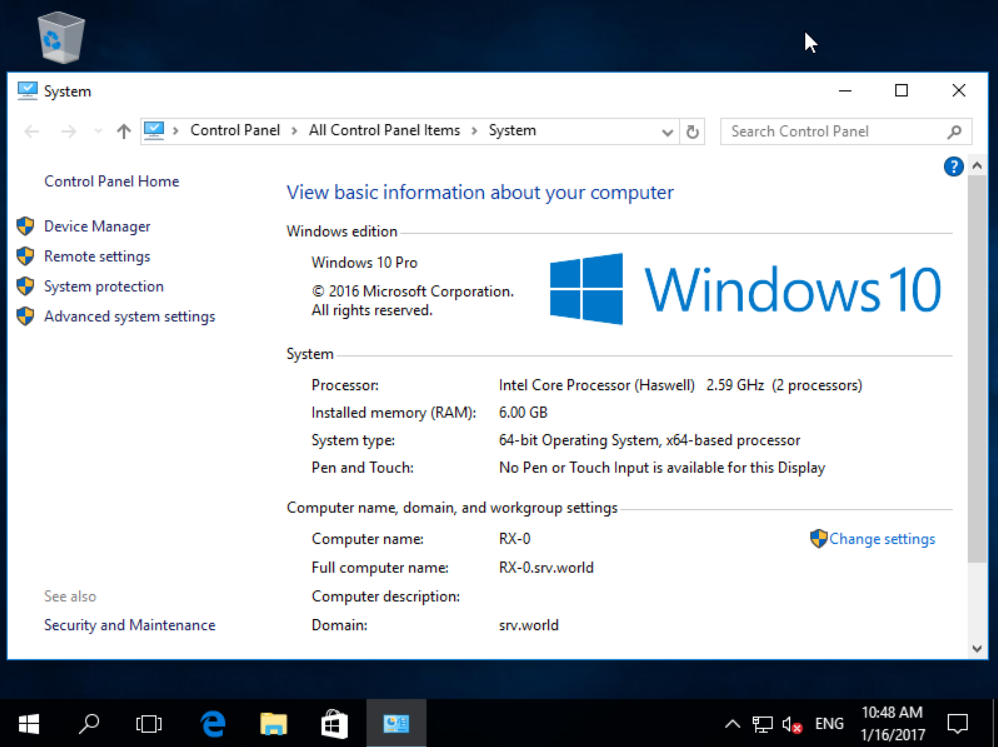 System
Control Panel > All Control Panel Items > System
Search Control Panel
Control Panel Home
Device Manager
Remote settings
System protection
Advanced system settings
See also
Security and Maintenance
?
View basic information about your computer
Windows edition
Windows 10 Pro
© 2016 Microsoft Corporation.
All rights reserved.
Windows 10
System
Processor: Intel Core Processor (Haswell) 2.59 GHz (2 processors)
Installed memory (RAM): 6.00 GB
System type: 64-bit Operating System, x64-based processor
Pen and Touch: No Pen or Touch Input is available for this Display
Computer name, domain, and workgroup settings
Computer name: RX-0 Change settings
Full computer name: RX-0.srv.world
Computer description:
Domain: srv.world
ENG
10:48 AM
1/16/2017